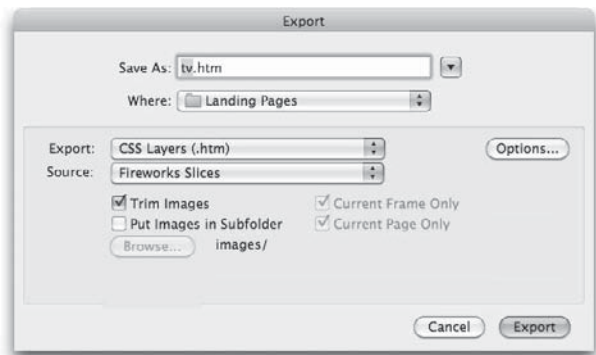 Export
Save As: tv.htm
Where: Landing Pages
Export: CSS Layers (.htm) Options...
Source: Fireworks Slices
Trim Images Current Frame Only
Put Images in Subfolder Current Page Only
Browse... images/
Cancel Export